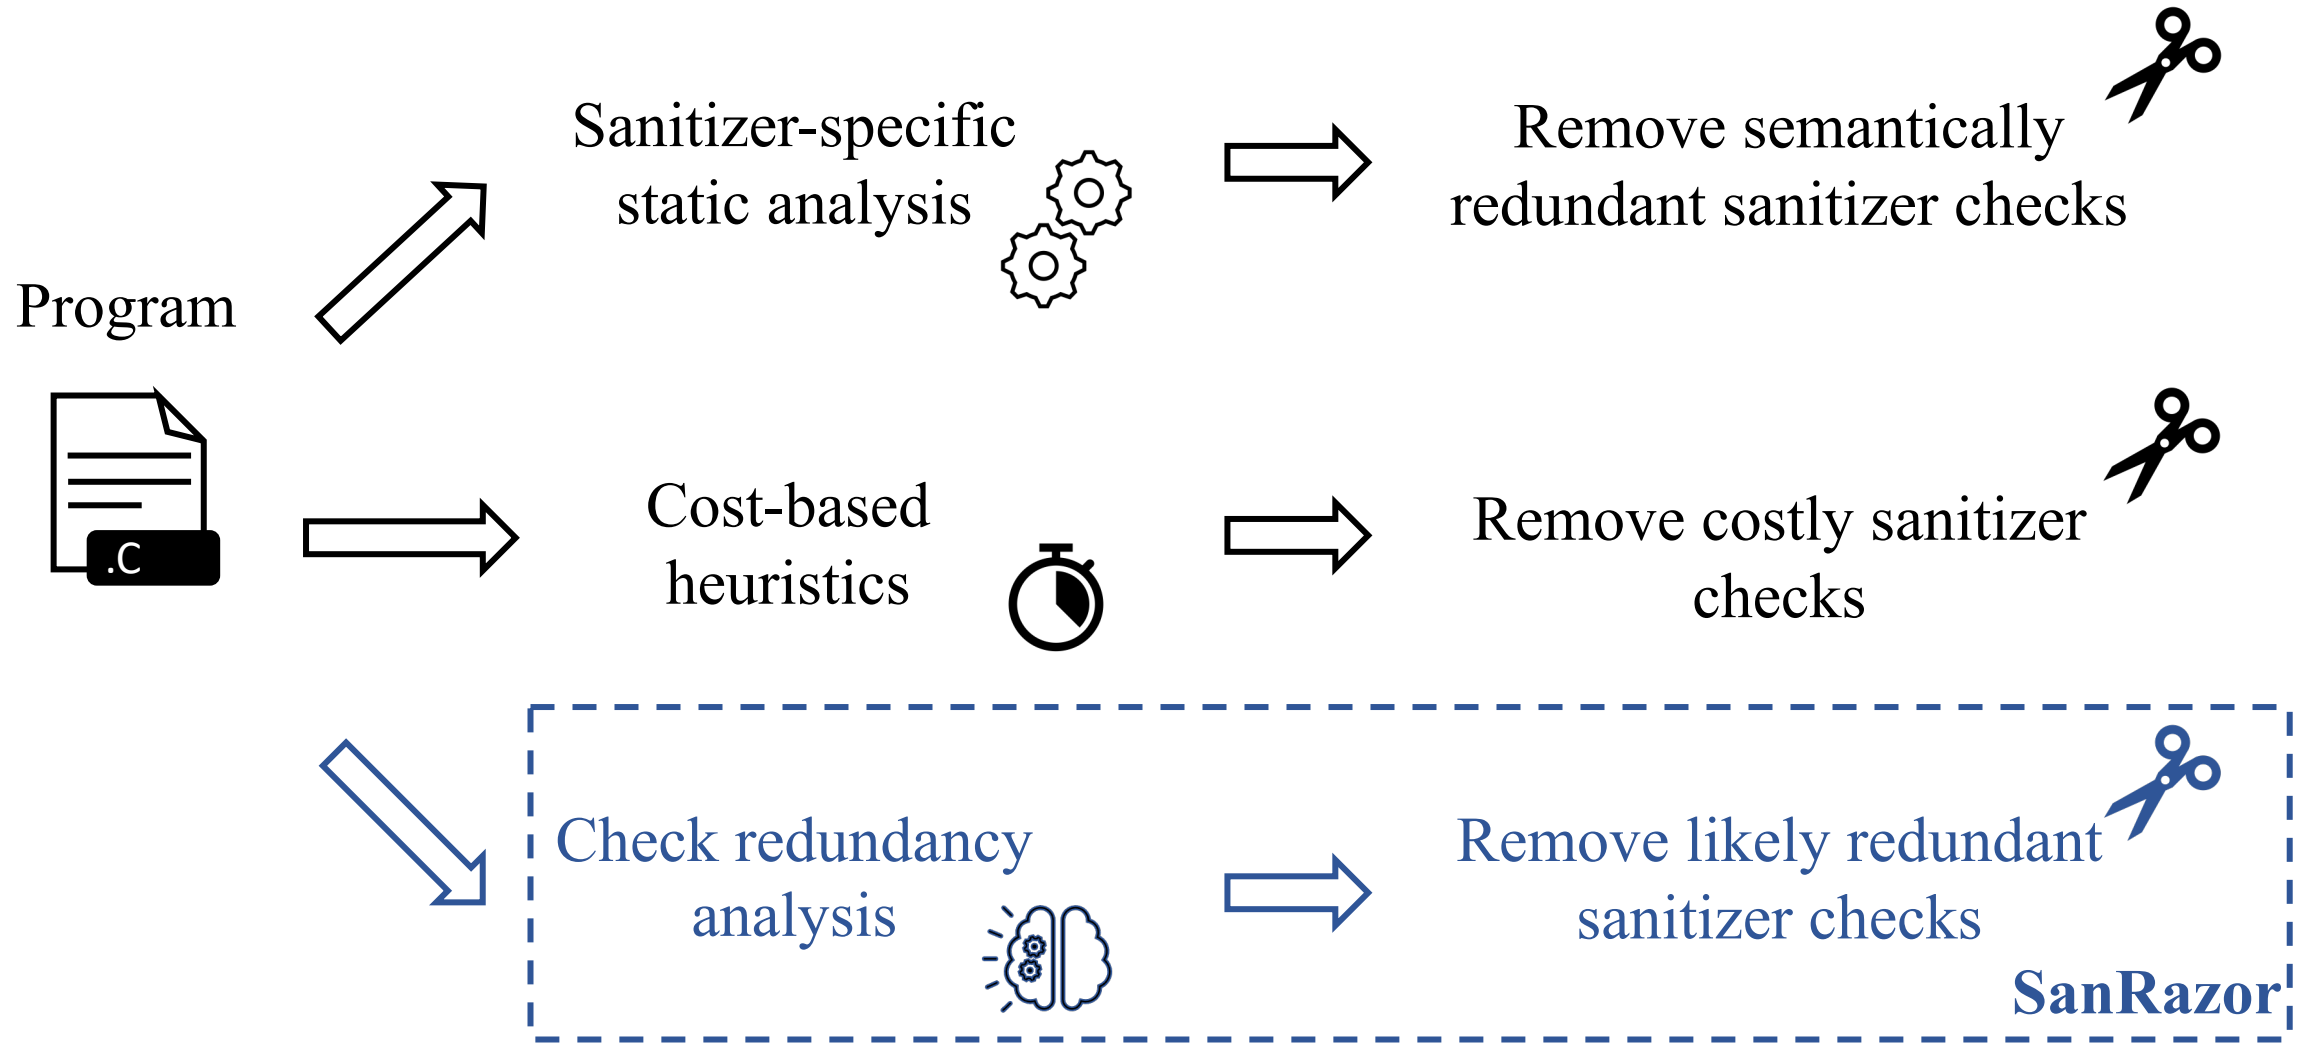 Program
.C
Sanitizer-specific
static analysis
Remove semantically
redundant sanitizer checks
Cost-based
heuristics
Remove costly sanitizer
checks
Check redundancy
analysis
Remove likely redundant
sanitizer checks
SanRazor